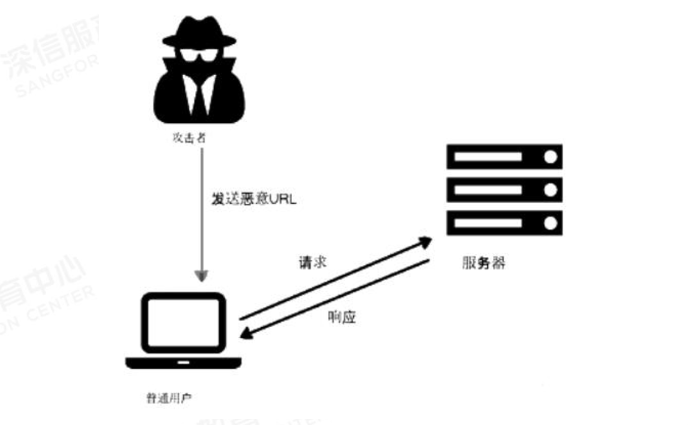 深信服
SANGFOR
攻击者
发送恶意URL
请求
服务器
响应
育中心
ON CENTER
普通用户